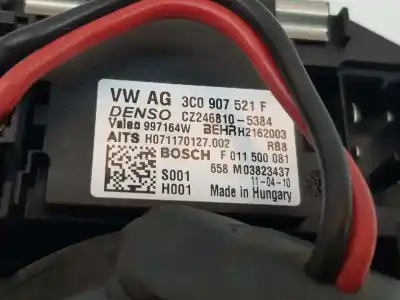 VW AG 3C0 907 521 F
DENSO CZ246810-5384
Valeo 997164W BEHR H2162003
AITS H071170127.002 RB8
BOSCH F 011 500 081
658 M03823437
S001 11-04-10
H001 Made in Hungary